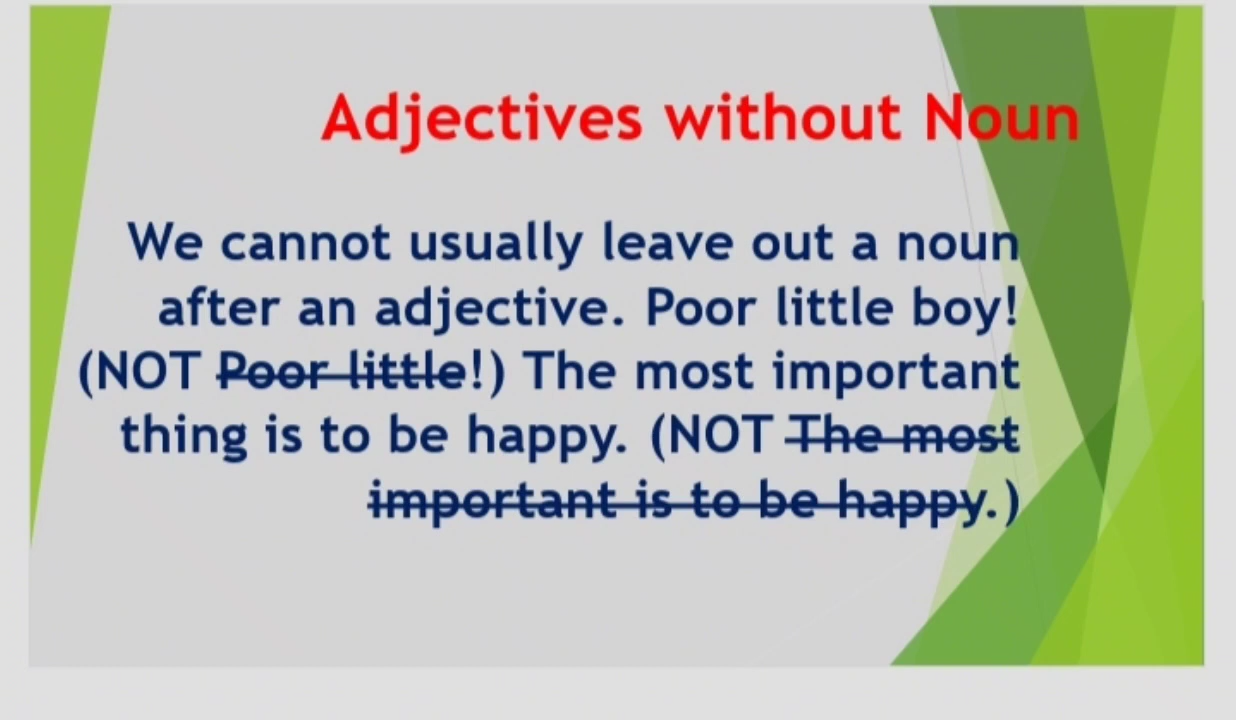 Adjectives without Noun
We cannot usually leave out a noun
after an adjective. Poor little boy!
(NOT Poor little!) The most important
thing is to be happy. (NOT The most
important is to be happy.)